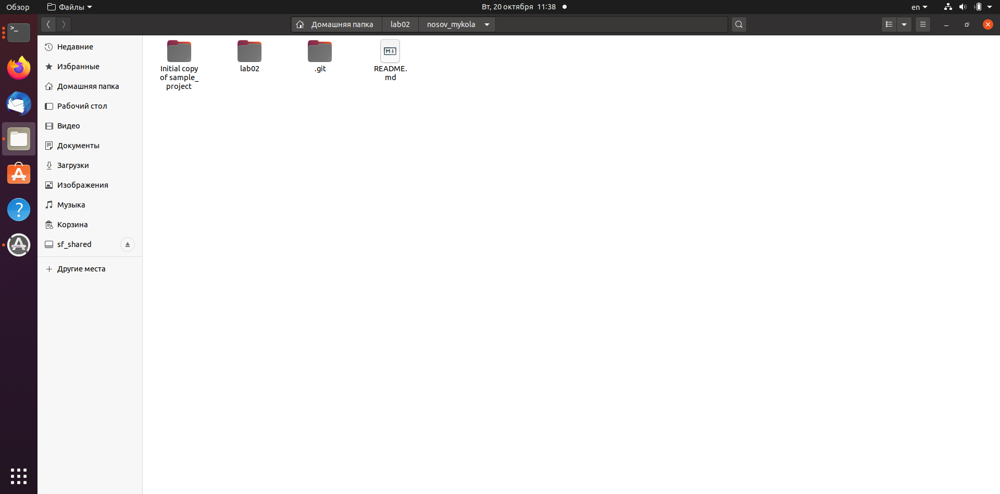 Обзор Файлы Вт, 20 октября 11:38 en
Домашняя папка lab02 nosov_mykola
Недавние
Избранные
Домашняя папка
Рабочий стол
Видео
Документы
Загрузки
Изображения
Музыка
Корзина
sf_shared
Другие места
Initial copy
of sample_
project
lab02
.git
README.
md